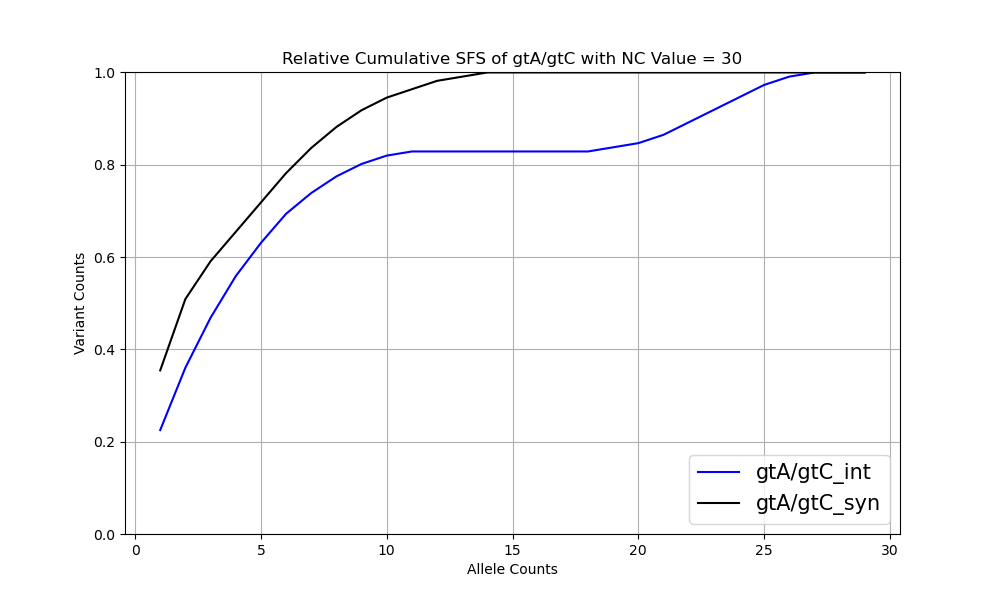 Relative Cumulative SFS of gtA/gtC with NC Value = 30
1.0
0.8
0.6
0.4
0.2
0.0
Variant Counts
0 5 10 15 20 25 30
Allele Counts
gtA/gtC_int
gtA/gtC_syn